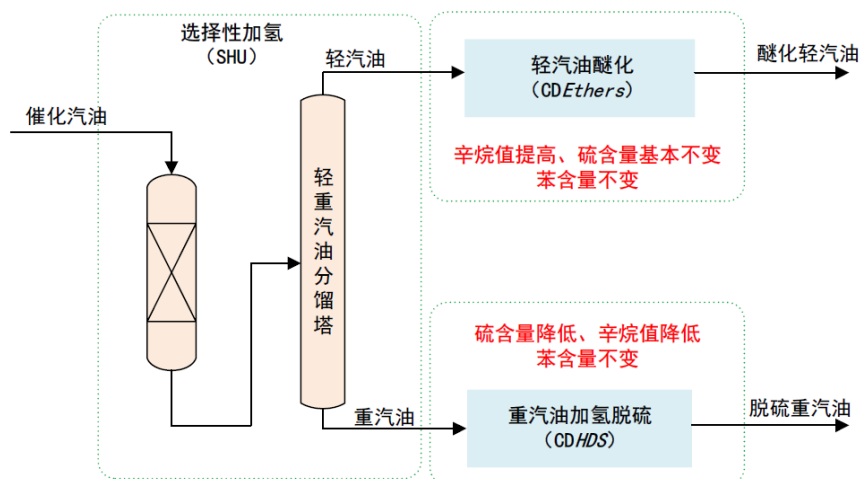 选择性加氢
（SHU）
催化汽油
轻重汽油分馏塔
轻汽油
轻汽油醚化
（CDEthers）
醚化轻汽油
辛烷值提高、硫含量基本不变
苯含量不变
硫含量降低、辛烷值降低
苯含量不变
重汽油
重汽油加氢脱硫
（CDHDS）
脱硫重汽油